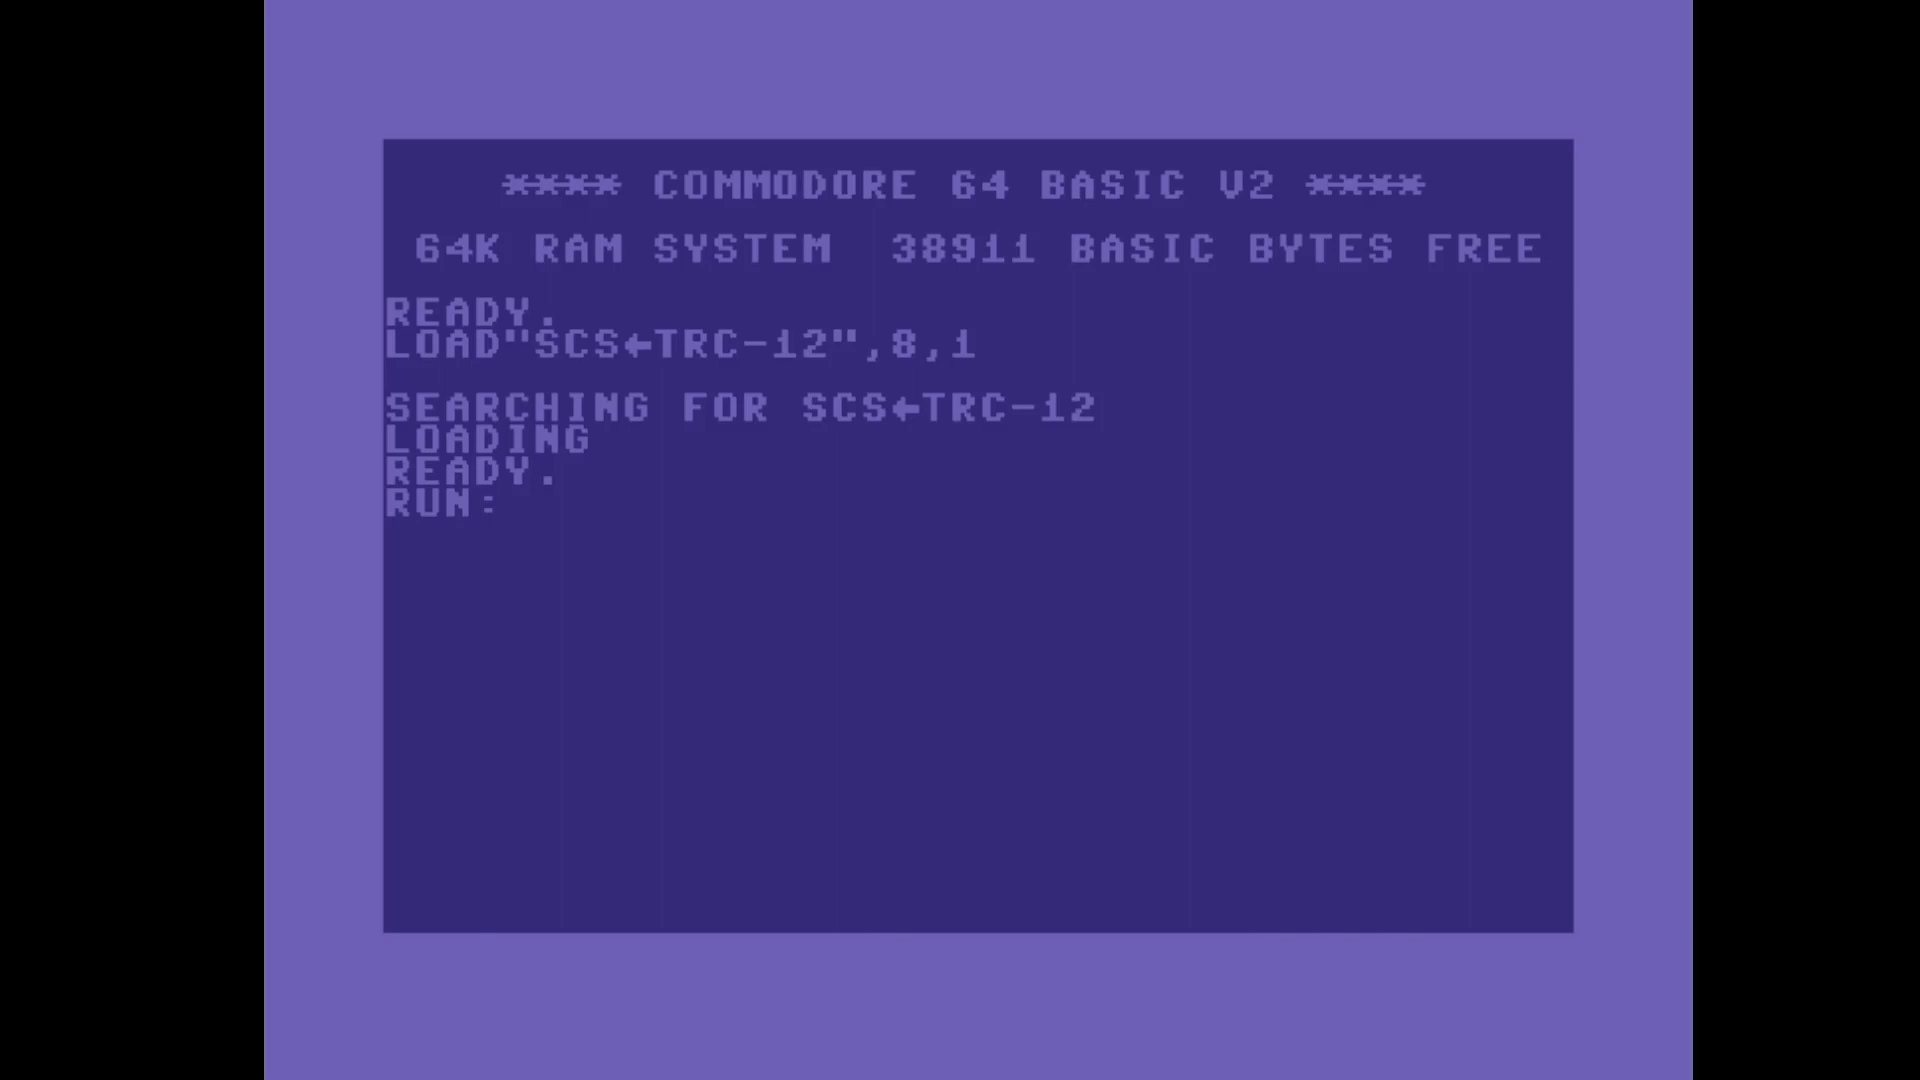 **** COMMODORE 64 BASIC V2 ****
64K RAM SYSTEM  38911 BASIC BYTES FREE
READY.
LOAD"SCS←TRC-12",8,1
SEARCHING FOR SCS←TRC-12
LOADING
READY.
RUN: